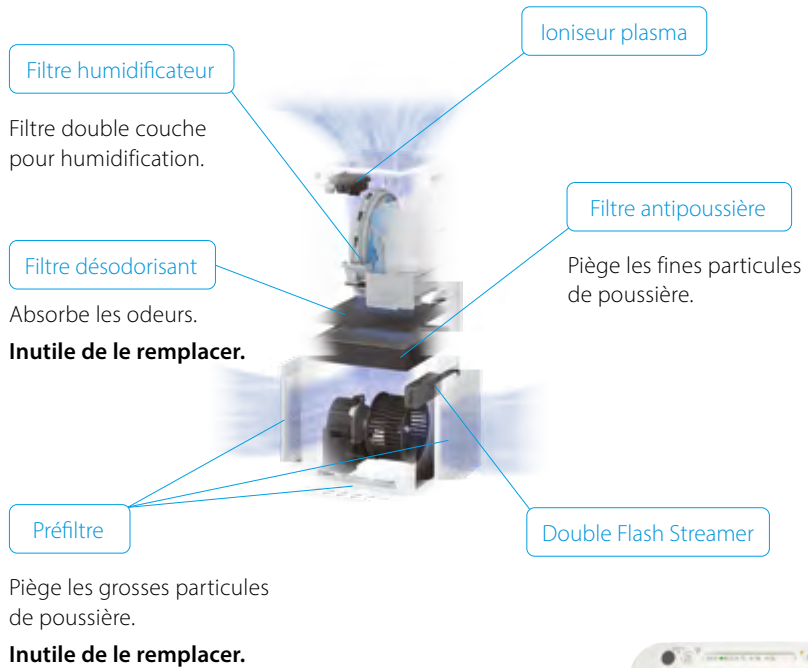 Ioniseur plasma
Filtre humidificateur
Filtre double couche
pour humidification.
Filtre antipoussière
Piège les fines particules
de poussière.
Filtre désodorisant
Absorbe les odeurs.
Inutile de le remplacer.
Préfiltre
Piège les grosses particules
de poussière.
Inutile de le remplacer.
Double Flash Streamer